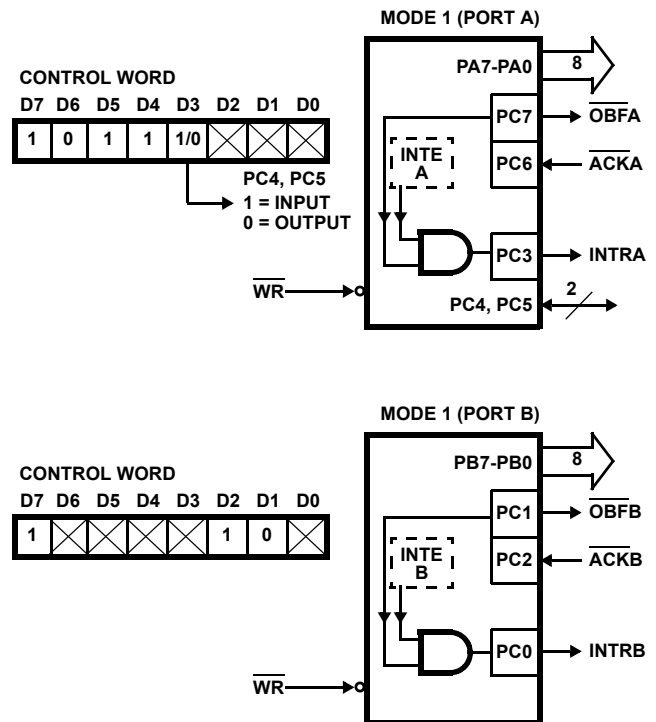 MODE 1 (PORT A)
CONTROL WORD
D7 D6 D5 D4 D3 D2 D1 D0
1 0 1 1 1/0
PC4, PC5
1 = INPUT
0 = OUTPUT
PA7-PA0
8
PC7
OBFA
INTE
A
PC6
ACKA
PC3
INTRA
WR
PC4, PC5
2
MODE 1 (PORT B)
CONTROL WORD
D7 D6 D5 D4 D3 D2 D1 D0
1 1 0
PB7-PB0
8
PC1
OBFB
INTE
B
PC2
ACKB
PC0
INTRB
WR